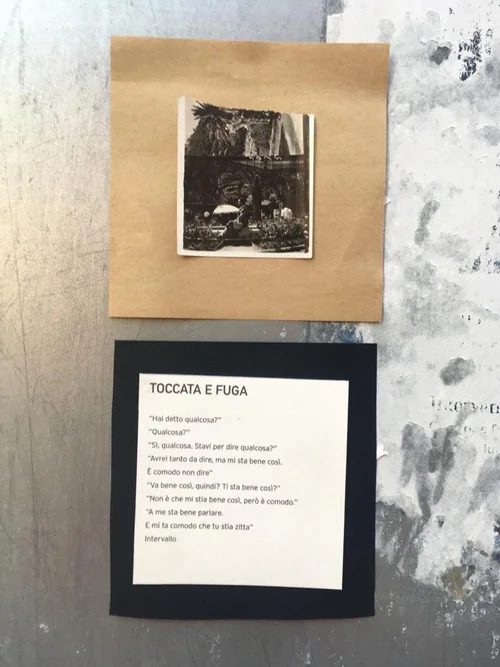 TOCCATA E FUGA
"Hai detto qualcosa?"
"Qualcosa?"
"Sì, qualcosa. Stavi per dire qualcosa?"
"Avrei tanto da dire, ma mi sta bene così.
È comodo non dire"
"Va bene così, quindi? Ti sta bene così?"
"Non è che mi stia bene così, però è comodo."
"A me sta bene parlare.
E mi fa comodo che tu stia zitta"
Intervallo